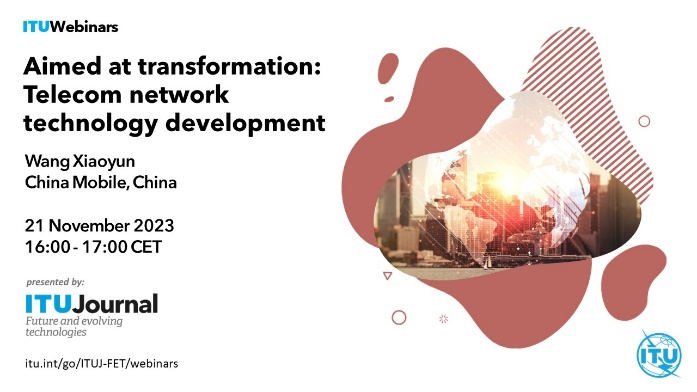 ITUWebinars
Aimed at transformation:
Telecom network
technology development
Wang Xiaoyun
China Mobile, China
21 November 2023
16:00 - 17:00 CET
presented by:
ITUJournal
Future and evolving
technologies
itu.int/go/ITUJ-FET/webinars
ITU